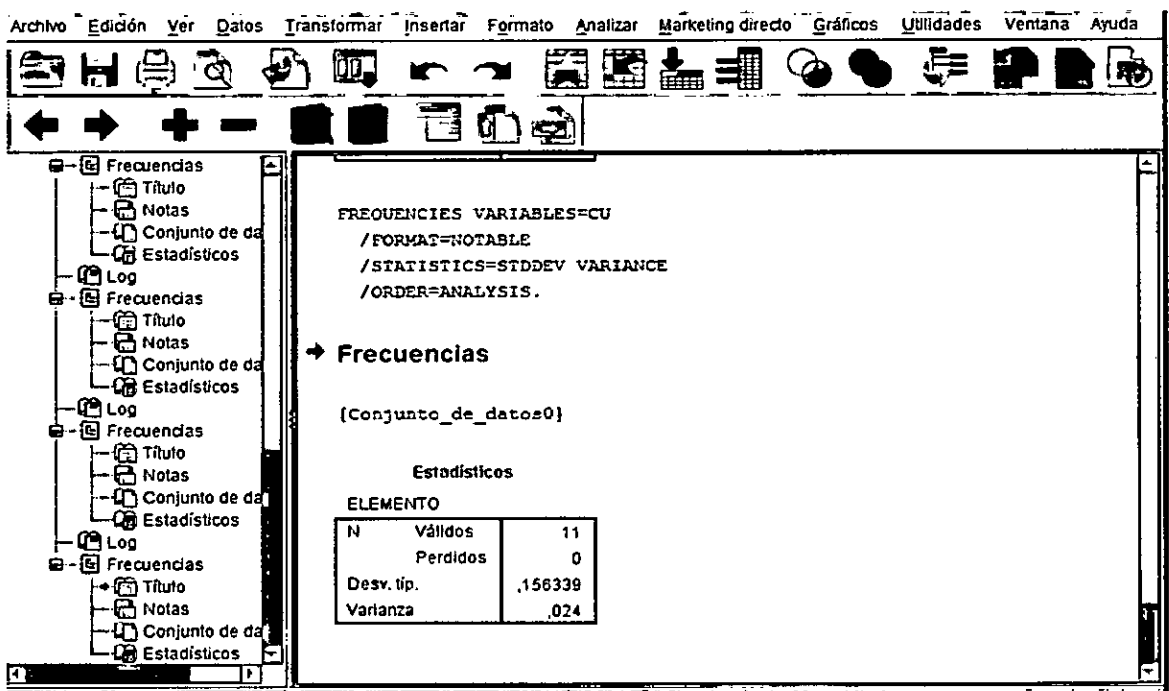 Archivo Edición Ver Datos Transformar Insertar Formato Analizar Marketing directo Gráficos Utilidades Ventana Ayuda
Frecuencias
Título
Notas
Conjunto de da
Estadísticos
Log
Frecuencias
Título
Notas
Conjunto de da
Estadísticos
Log
Frecuencias
Título
Notas
Conjunto de da
Estadísticos
Log
Frecuencias
Título
Notas
Conjunto de da
Estadísticos
FREQUENCIES VARIABLES=CU
/FORMAT=NOTABLE
/STATISTICS=STDDEV VARIANCE
/ORDER=ANALYSIS.
Frecuencias
[Conjunto_de_datos0]
Estadísticos
ELEMENTO
N Válidos 11
Perdidos 0
Desv. típ. ,156339
Varianza ,024